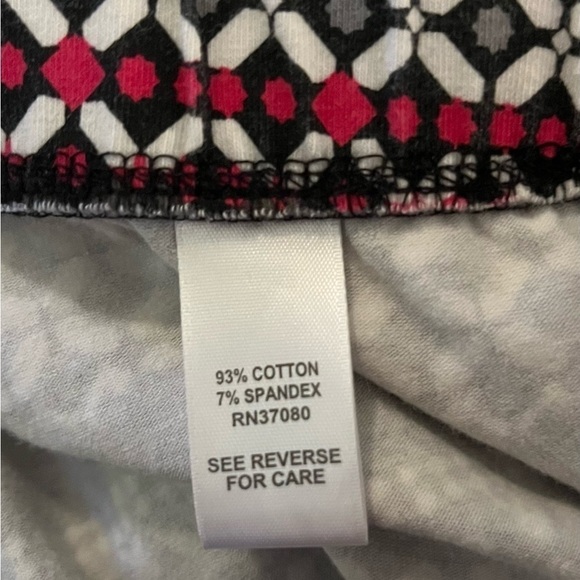 93% COTTON
7% SPANDEX
RN37080
SEE REVERSE
FOR CARE